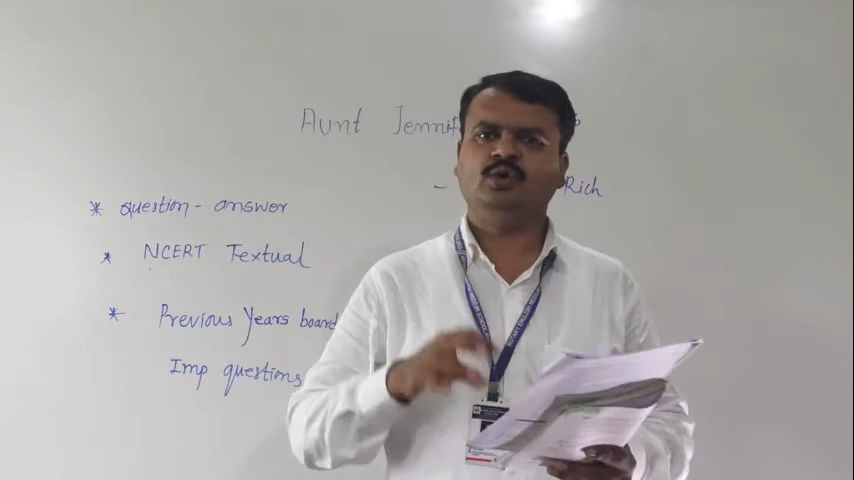 Aunt Jennif
- Rich
* question - answer
* NCERT Textual
* Previous Years board
Imp questions